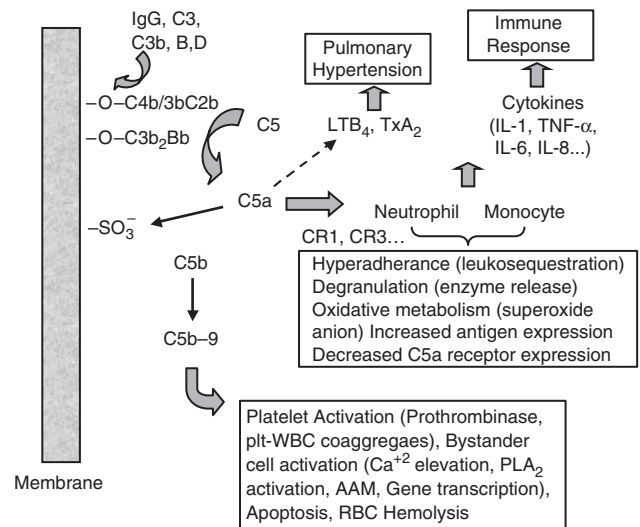 IgG, C3,
C3b, B,D
–O–C4b/3bC2b
–O–C3b₂Bb
C5
C5a
–SO₃⁻
C5b
C5b–9
Pulmonary
Hypertension
LTB₄, TxA₂
Immune
Response
Cytokines
(IL-1, TNF-α,
IL-6, IL-8...)
Neutrophil Monocyte
CR1, CR3...
Hyperadherance (leukosequestration)
Degranulation (enzyme release)
Oxidative metabolism (superoxide
anion) Increased antigen expression
Decreased C5a receptor expression
Platelet Activation (Prothrombinase,
plt-WBC coaggregaes), Bystander
cell activation (Ca⁺² elevation, PLA₂
activation, AAM, Gene transcription),
Apoptosis, RBC Hemolysis
Membrane